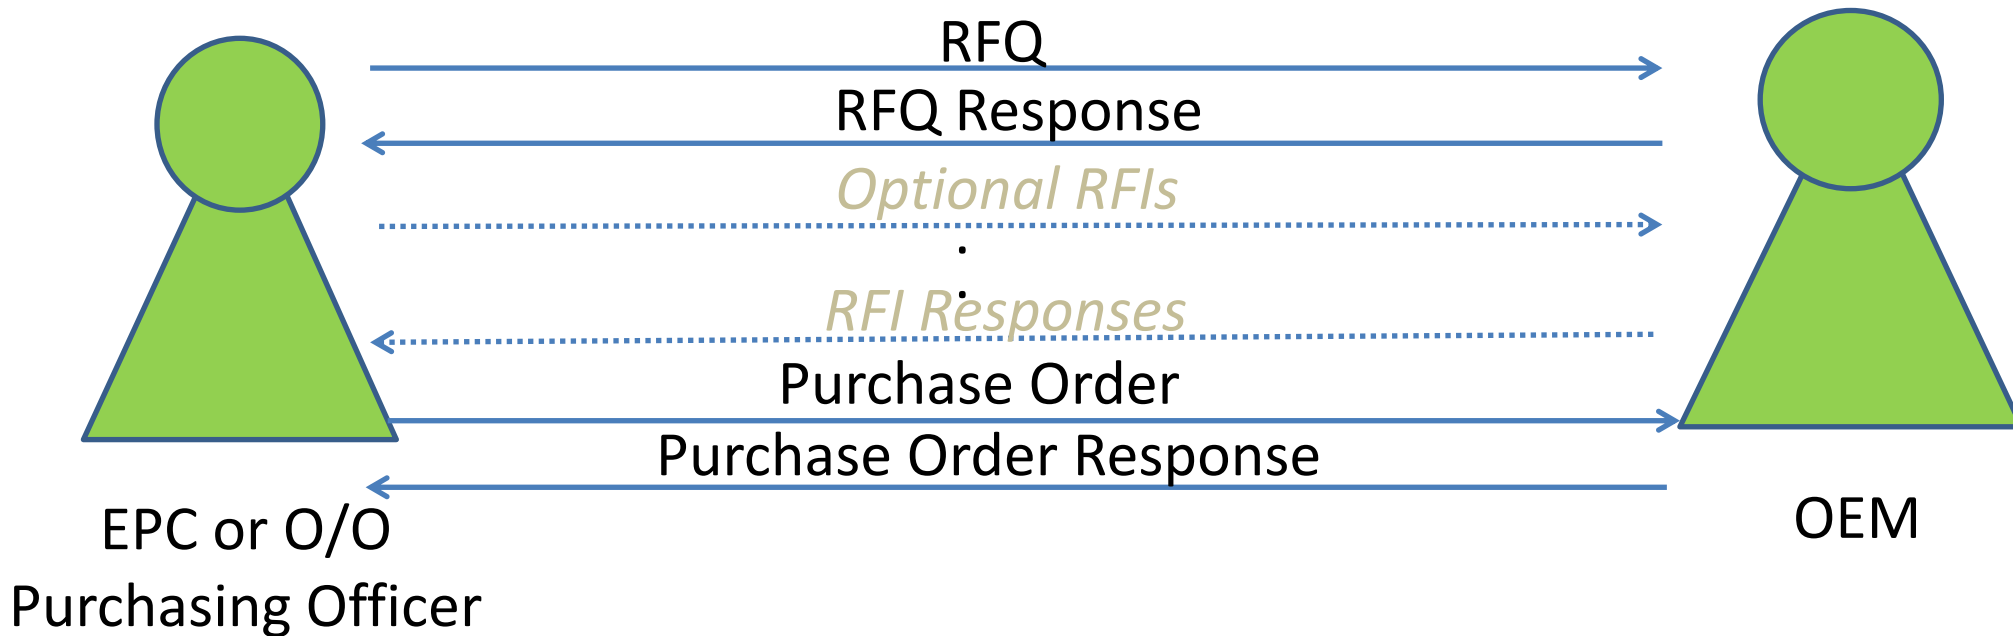 RFQ
RFQ Response
Optional RFIs
.
.
RFI Responses
Purchase Order
Purchase Order Response
EPC or O/O
Purchasing Officer
OEM